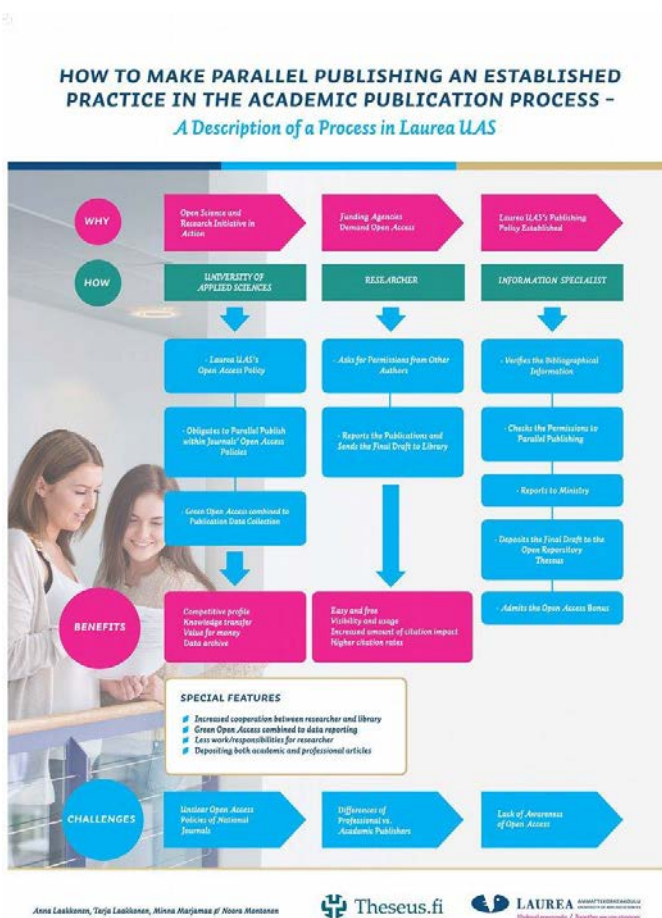 HOW TO MAKE PARALLEL PUBLISHING AN ESTABLISHED
PRACTICE IN THE ACADEMIC PUBLICATION PROCESS –
A Description of a Process in Laurea UAS
WHY
Open Science and
Research Initiative in
Action
Funding Agencies
Demand Open Access
Laurea UAS's Publishing
Policy Established
HOW
UNIVERSITY OF
APPLIED SCIENCES
RESEARCHER
INFORMATION SPECIALIST
- Laurea UAS's
Open Access Policy
- Obligates to Parallel Publish
within Journals' Open Access
Policies
- Green Open Access combined to
Publication Data Collection
- Asks for Permissions from Other
Authors
- Reports the Publications and
Sends the Final Draft to Library
- Verifies the Bibliographical
Information
- Checks the Permissions to
Parallel Publishing
- Reports to Ministry
- Deposits the Final Draft to the
Open Repository
Theseus
- Admits the Open Access Bonus
BENEFITS
Competitive profile
Knowledge transfer
Value for money
Data archive
Easy and free
Visibility and usage
Increased amount of citation impact
Higher citation rates
SPECIAL FEATURES
Increased cooperation between researcher and library
Green Open Access combined to data reporting
Less work/responsibilities for researcher
Depositing both academic and professional articles
CHALLENGES
Unclear Open Access
Policies of National
Journals
Differences of
Professional vs.
Academic Publishers
Lack of Awareness
of Open Access
Anna Laakkonen, Tarja Laakkonen, Minna Marjamaa & Noora Montonen
Theseus.fi
LAUREA
AMMATTIKORKEAKOULU